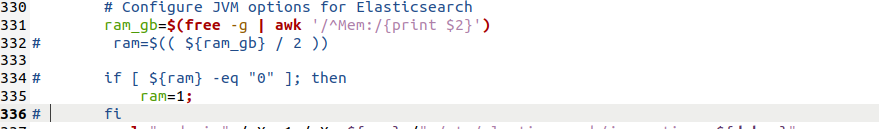 330 # Configure JVM options for Elasticsearch
331 ram_gb=$(free -g | awk '/^Mem:/{print $2}')
332 # ram=$(( ${ram_gb} / 2 ))
333
334 # if [ ${ram} -eq "0" ]; then
335 ram=1;
336 # fi